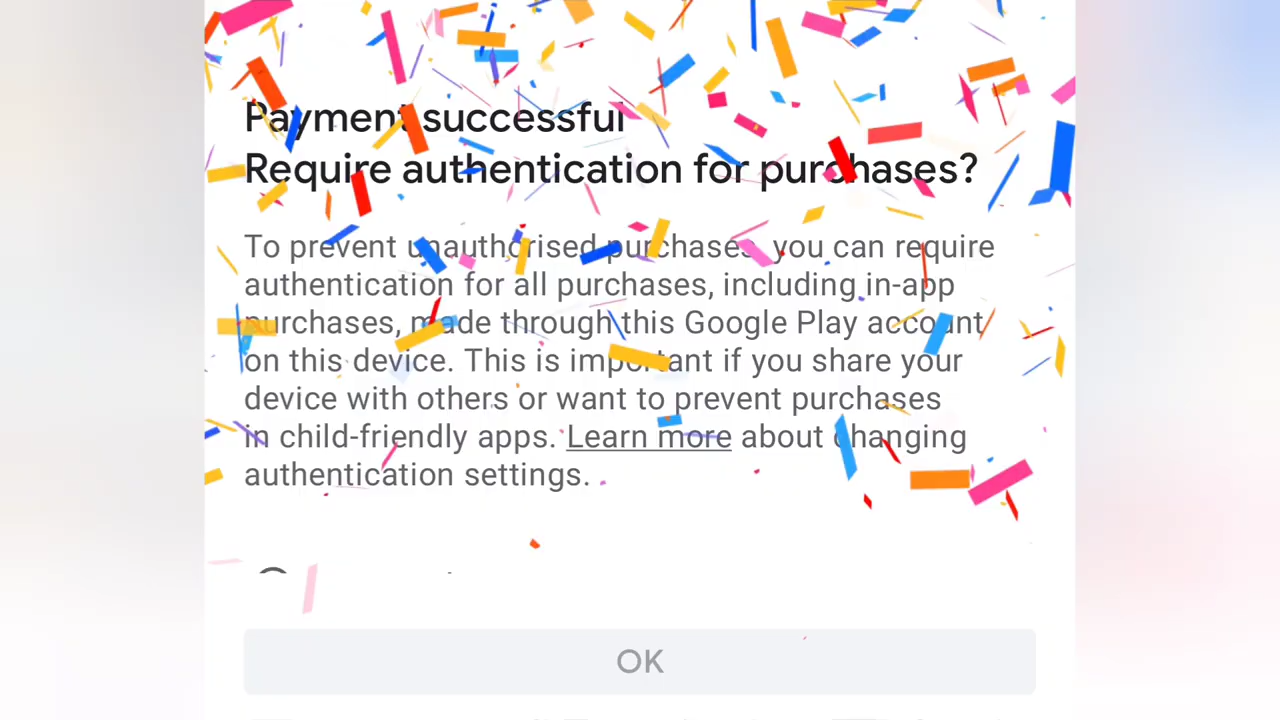 Payment successful
Require authentication for purchases?
To prevent unauthorised purchases, you can require
authentication for all purchases, including in-app
purchases, made through this Google Play account
on this device. This is important if you share your
device with others or want to prevent purchases
in child-friendly apps. Learn more about changing
authentication settings.
OK